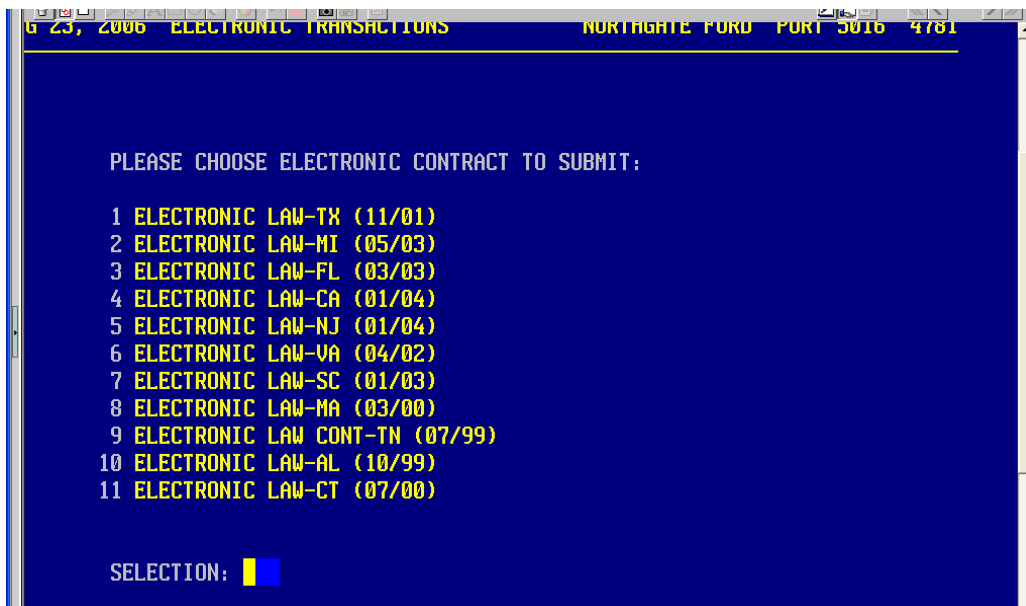 G 23, 2006 ELECTRONIC TRANSACTIONS NORTHGATE FORD PORT 5016 4781
PLEASE CHOOSE ELECTRONIC CONTRACT TO SUBMIT:
1 ELECTRONIC LAW-TX (11/01)
2 ELECTRONIC LAW-MI (05/03)
3 ELECTRONIC LAW-FL (03/03)
4 ELECTRONIC LAW-CA (01/04)
5 ELECTRONIC LAW-NJ (01/04)
6 ELECTRONIC LAW-VA (04/02)
7 ELECTRONIC LAW-SC (01/03)
8 ELECTRONIC LAW-MA (03/00)
9 ELECTRONIC LAW CONT-TN (07/99)
10 ELECTRONIC LAW-AL (10/99)
11 ELECTRONIC LAW-CT (07/00)
SELECTION: